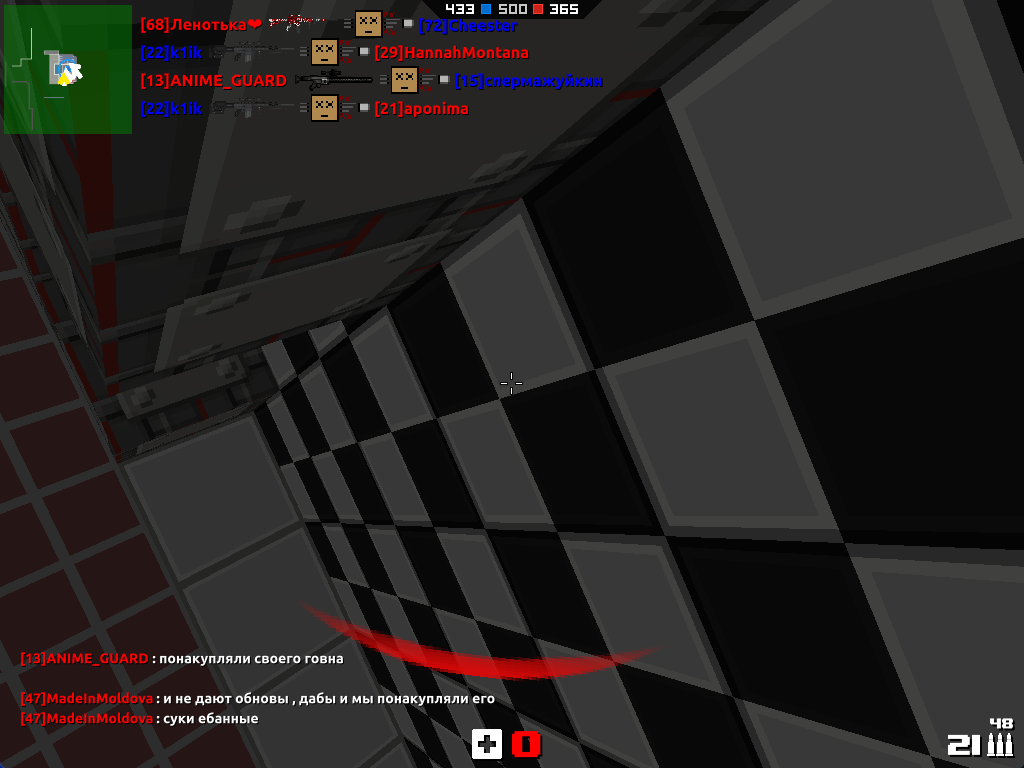 433 500 365
[68]Ленотька❤ [72]Cheester
[22]k1ik [29]HannahMontana
[13]ANIME_GUARD [15]спермажуйкин
[22]k1ik [21]aponima
[13]ANIME_GUARD : понакупляли своего говна
[47]MadeInMoldova : и не дают обновы , дабы и мы понакупляли его
[47]MadeInMoldova : суки ебанные
48
21
0